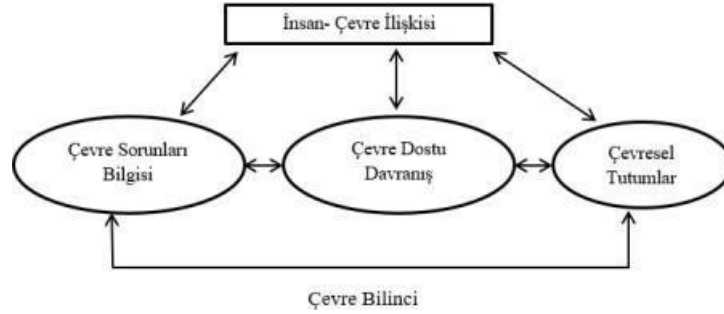 İnsan- Çevre İlişkisi
Çevre Sorunları
Bilgisi
Çevre Dostu
Davranış
Çevresel
Tutumlar
Çevre Bilinci